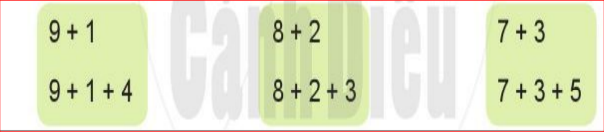 9 + 1
9 + 1 + 4
8 + 2
8 + 2 + 3
7 + 3
7 + 3 + 5
Cánh Diều